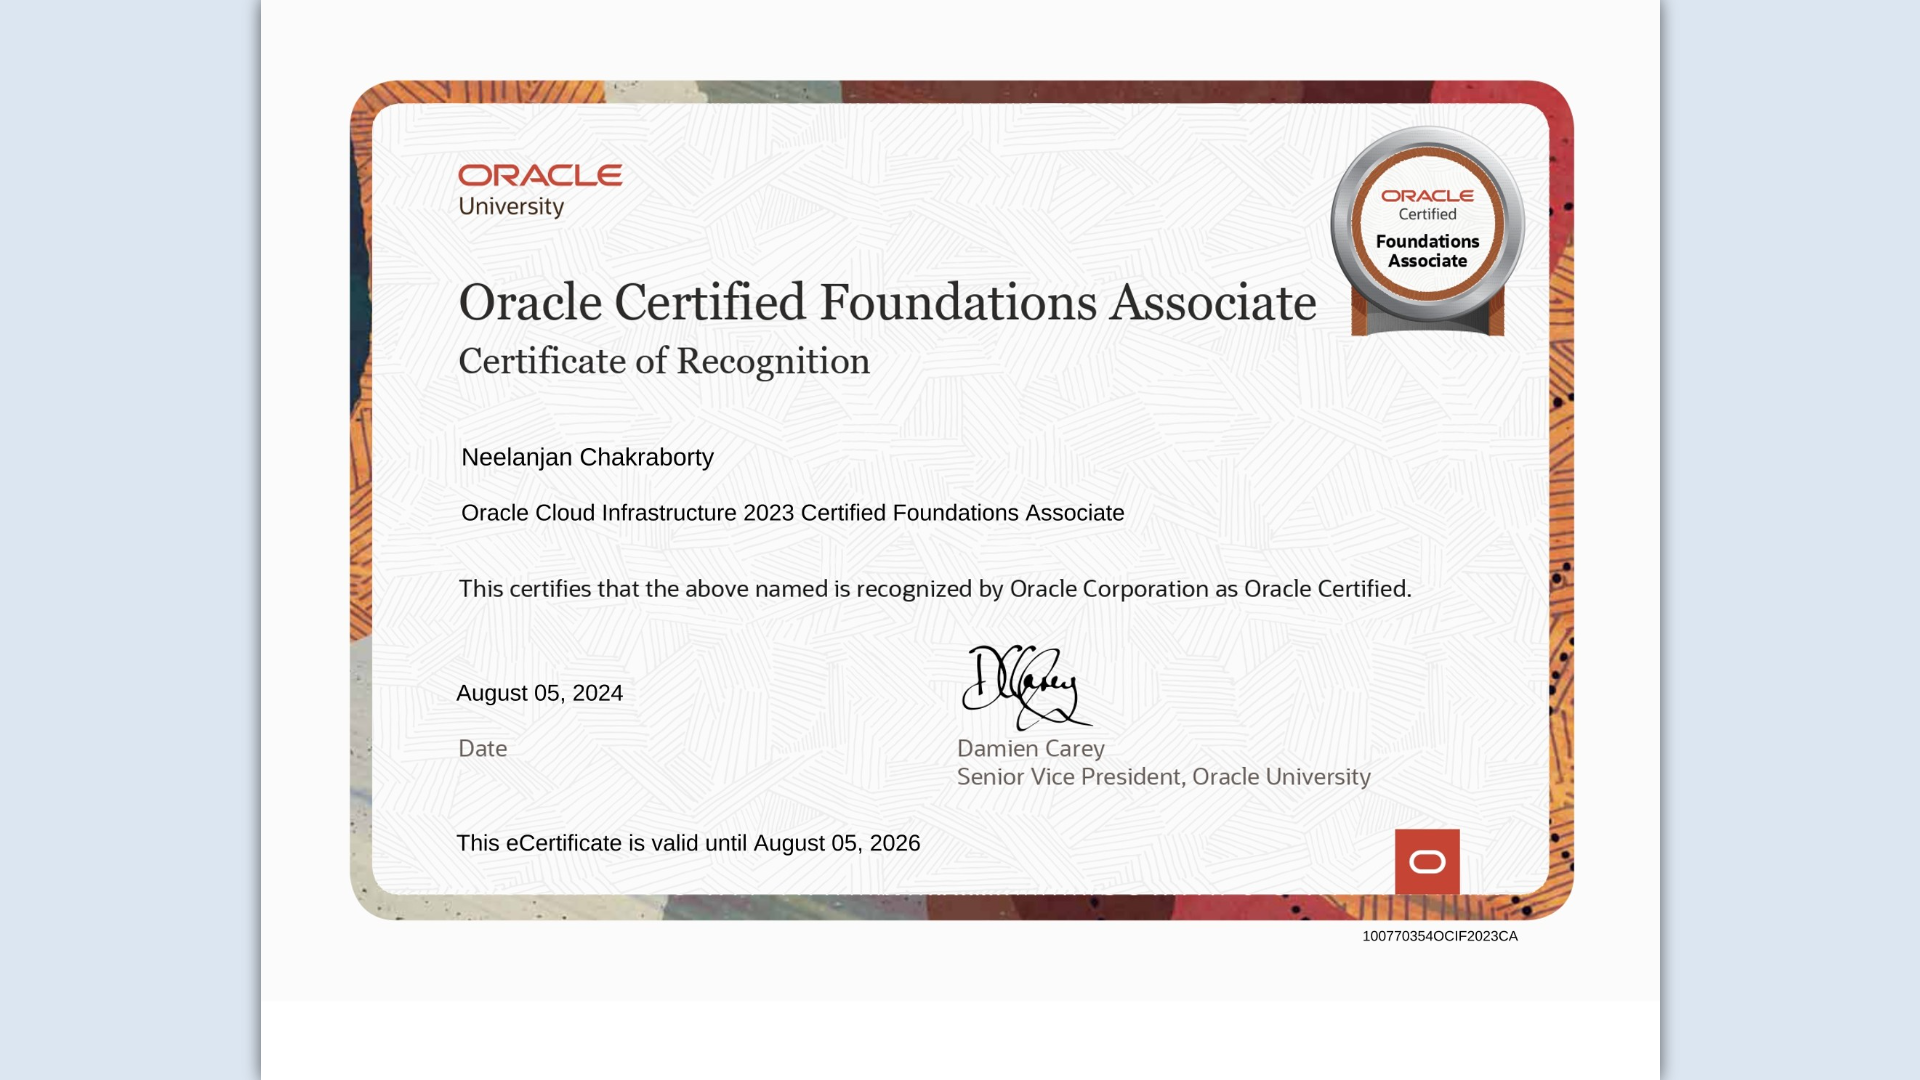 ORACLE
University
ORACLE
Certified
Foundations
Associate
Oracle Certified Foundations Associate
Certificate of Recognition
Neelanjan Chakraborty
Oracle Cloud Infrastructure 2023 Certified Foundations Associate
This certifies that the above named is recognized by Oracle Corporation as Oracle Certified.
DCCarey
August 05, 2024
Date
Damien Carey
Senior Vice President, Oracle University
This eCertificate is valid until August 05, 2026
100770354OCIF2023CA